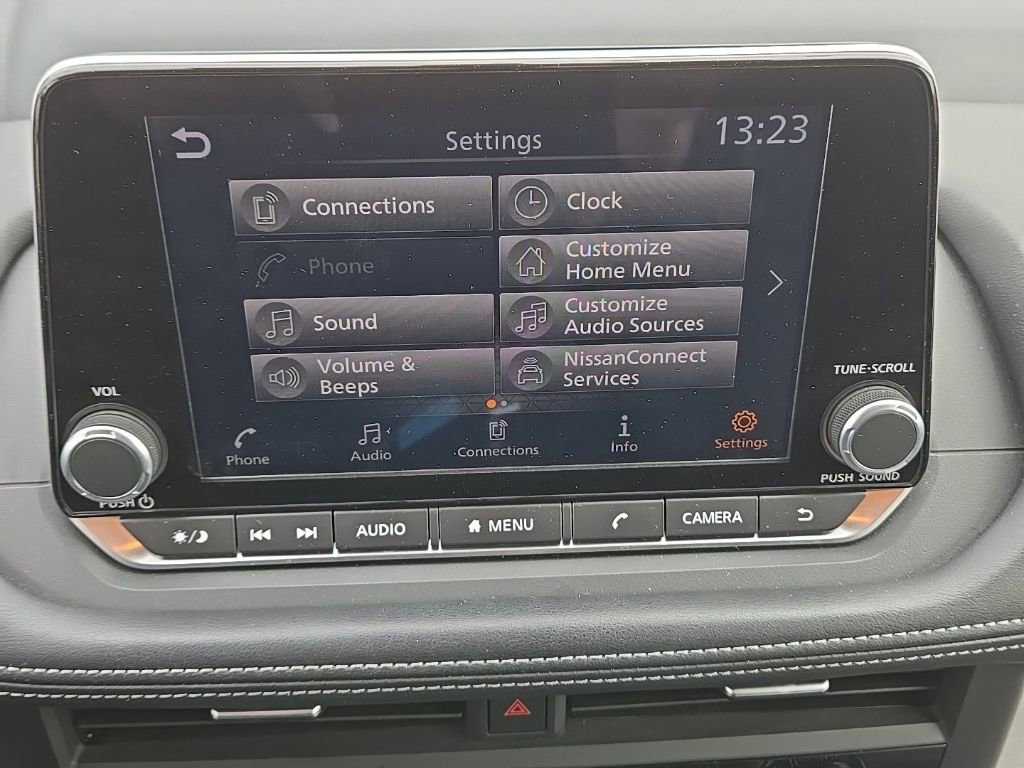 Settings
13:23
Connections
Clock
Phone
Customize
Home Menu
Sound
Customize
Audio Sources
Volume &
Beeps
NissanConnect
Services
VOL
TUNE·SCROLL
Phone
Audio
Connections
Info
Settings
PUSH
PUSH SOUND
AUDIO
MENU
CAMERA